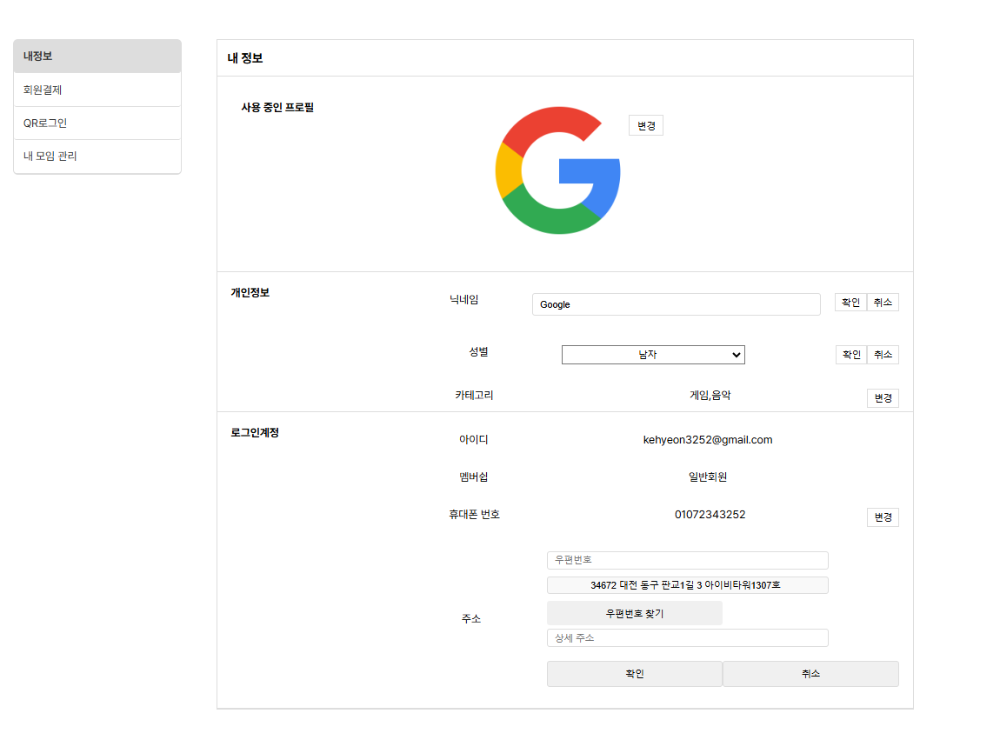 내정보
회원결제
QR로그인
내 모임 관리
내 정보
사용 중인 프로필
변경
개인정보
닉네임
Google
확인 취소
성별
남자
확인 취소
카테고리
게임,음악
변경
로그인계정
아이디
kehyeon3252@gmail.com
멤버쉽
일반회원
휴대폰 번호
01072343252
변경
주소
우편번호
34672 대전 동구 판교1길 3 아이비타워1307호
우편번호 찾기
상세 주소
확인 취소